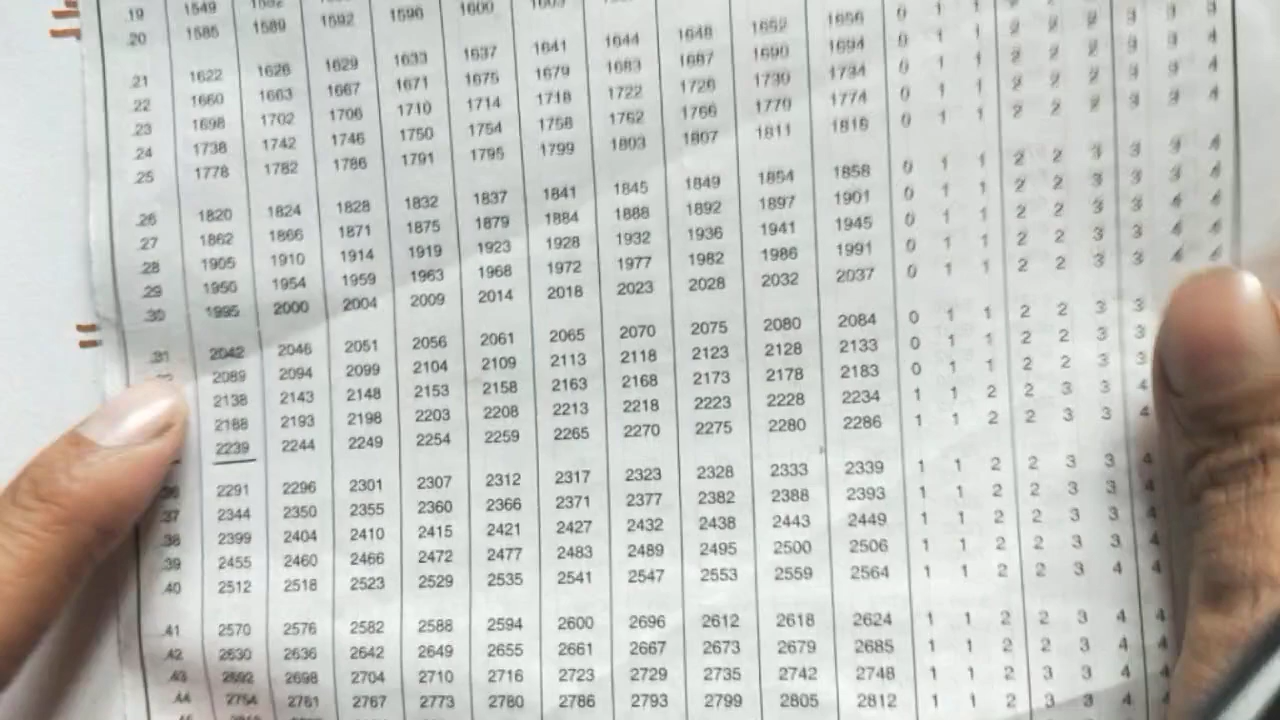 .19 1549
.20 1585 1589 1592 1596 1600
.21 1622 1626 1629 1633 1637 1641 1644 1648 1652 1656 0 1 1 2 2 2 3 3 3
.22 1660 1663 1667 1671 1675 1679 1683 1687 1690 1694 0 1 1 2 2 2 3 3 4
.23 1698 1702 1706 1710 1714 1718 1722 1726 1730 1734 0 1 1 2 2 2 3 3 4
.24 1738 1742 1746 1750 1754 1758 1762 1766 1770 1774 0 1 1 2 2 2 3 3 4
.25 1778 1782 1786 1791 1795 1799 1803 1807 1811 1816 0 1 1 2 2 2 3 3 4
.26 1820 1824 1828 1832 1837 1841 1845 1849 1854 1858 0 1 1 2 2 3 3 3 4
.27 1862 1866 1871 1875 1879 1884 1888 1892 1897 1901 0 1 1 2 2 3 3 3 4
.28 1905 1910 1914 1919 1923 1928 1932 1936 1941 1945 0 1 1 2 2 3 3 4 4
.29 1950 1954 1959 1963 1968 1972 1977 1982 1986 1991 0 1 1 2 2 3 3 4 4
.30 1995 2000 2004 2009 2014 2018 2023 2028 2032 2037 0 1 1 2 2 3 3 4 4
.31 2042 2046 2051 2056 2061 2065 2070 2075 2080 2084 0 1 1 2 2 3 3
2089 2094 2099 2104 2109 2113 2118 2123 2128 2133 0 1 1 2 2 3 3
2138 2143 2148 2153 2158 2163 2168 2173 2178 2183 0 1 1 2 2 3 3
2188 2193 2198 2203 2208 2213 2218 2223 2228 2234 1 1 2 2 3 3 4
2239 2244 2249 2254 2259 2265 2270 2275 2280 2286 1 1 2 2 3 3 4
.36 2291 2296 2301 2307 2312 2317 2323 2328 2333 2339 1 1 2 2 3 3 4
.37 2344 2350 2355 2360 2366 2371 2377 2382 2388 2393 1 1 2 2 3 3 4
.38 2399 2404 2410 2415 2421 2427 2432 2438 2443 2449 1 1 2 2 3 3 4
.39 2455 2460 2466 2472 2477 2483 2489 2495 2500 2506 1 1 2 2 3 3 4
.40 2512 2518 2523 2529 2535 2541 2547 2553 2559 2564 1 1 2 2 3 4 4
.41 2570 2576 2582 2588 2594 2600 2696 2612 2618 2624 1 1 2 2 3 4 4
.42 2630 2636 2642 2649 2655 2661 2667 2673 2679 2685 1 1 2 2 3 4 4
.43 2692 2698 2704 2710 2716 2723 2729 2735 2742 2748 1 1 2 3 3 4 4
.44 2754 2761 2767 2773 2780 2786 2793 2799 2805 2812 1 1 2 3 3 4 4